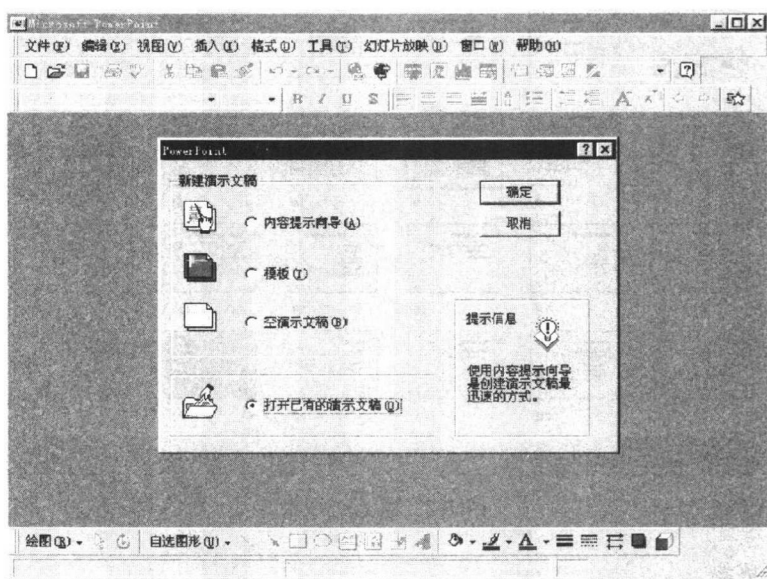 Microsoft PowerPoint
文件(F) 编辑(E) 视图(V) 插入(I) 格式(O) 工具(T) 幻灯片放映(D) 窗口(W) 帮助(H)
B I U S
PowerPoint
新建演示文稿
确定
内容提示向导(A)
取消
模板(T)
空演示文稿(B)
提示信息
使用内容提示向导
是创建演示文稿最
迅速的方式。
打开已有的演示文稿(O)
绘图(R) 自选图形(U)